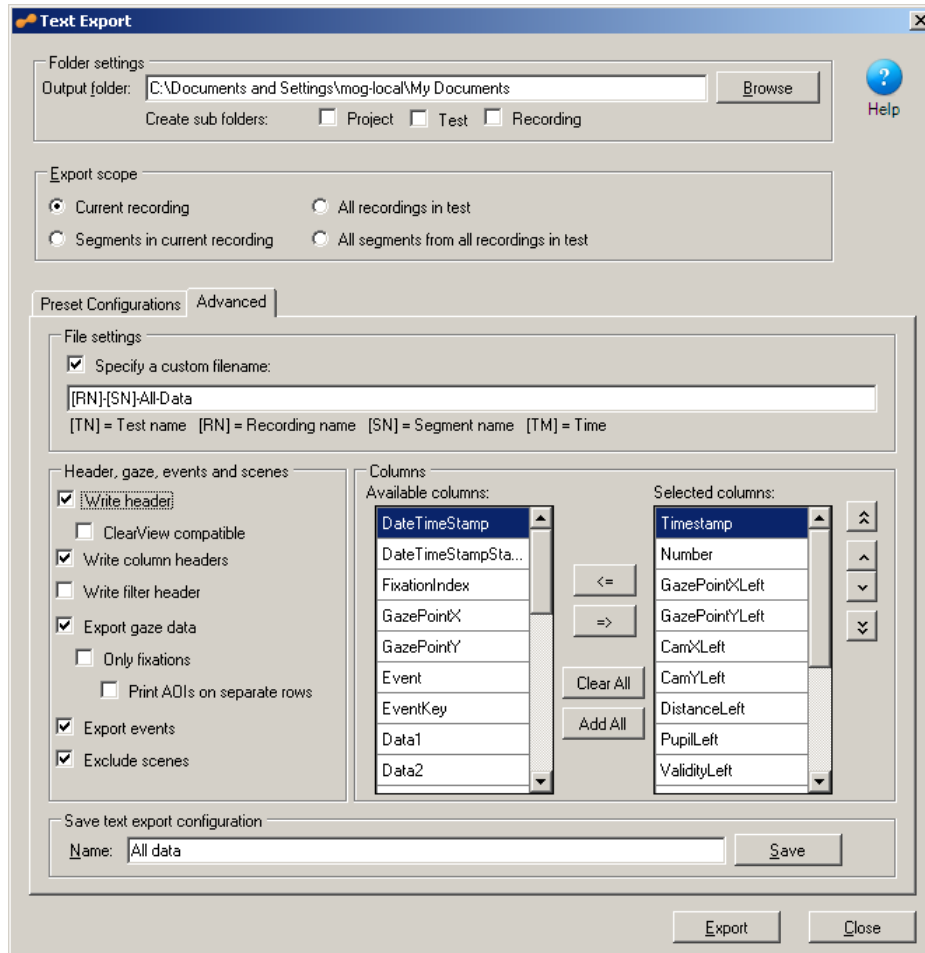 Text Export
Folder settings
Output folder: C:\Documents and Settings\mog-local\My Documents Browse
Help
Create sub folders: Project Test Recording
Export scope
Current recording All recordings in test
Segments in current recording All segments from all recordings in test
Preset Configurations Advanced
File settings
Specify a custom filename:
[RN]-[SN]-All-Data
[TN] = Test name [RN] = Recording name [SN] = Segment name [TM] = Time
Header, gaze, events and scenes
Write header
ClearView compatible
Write column headers
Write filter header
Export gaze data
Only fixations
Print AOIs on separate rows
Export events
Exclude scenes
Columns
Available columns:
DateTimeStamp
DateTimeStampSta...
FixationIndex
GazePointX
GazePointY
Event
EventKey
Data1
Data2
<=
=>
Clear All
Add All
Selected columns:
Timestamp
Number
GazePointXLeft
GazePointYLeft
CamXLeft
CamYLeft
DistanceLeft
PupilLeft
ValidityLeft
Save text export configuration
Name: All data Save
Export Close